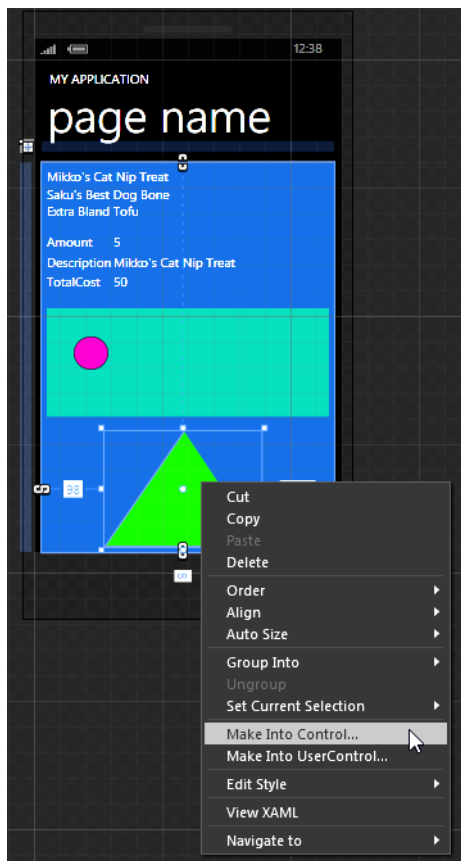 12:38
MY APPLICATION
page name
Mikko's Cat Nip Treat
Saku's Best Dog Bone
Extra Bland Tofu
Amount 5
Description Mikko's Cat Nip Treat
TotalCost 50
98
8
Cut
Copy
Paste
Delete
Order
Align
Auto Size
Group Into
Ungroup
Set Current Selection
Make Into Control...
Make Into UserControl...
Edit Style
View XAML
Navigate to